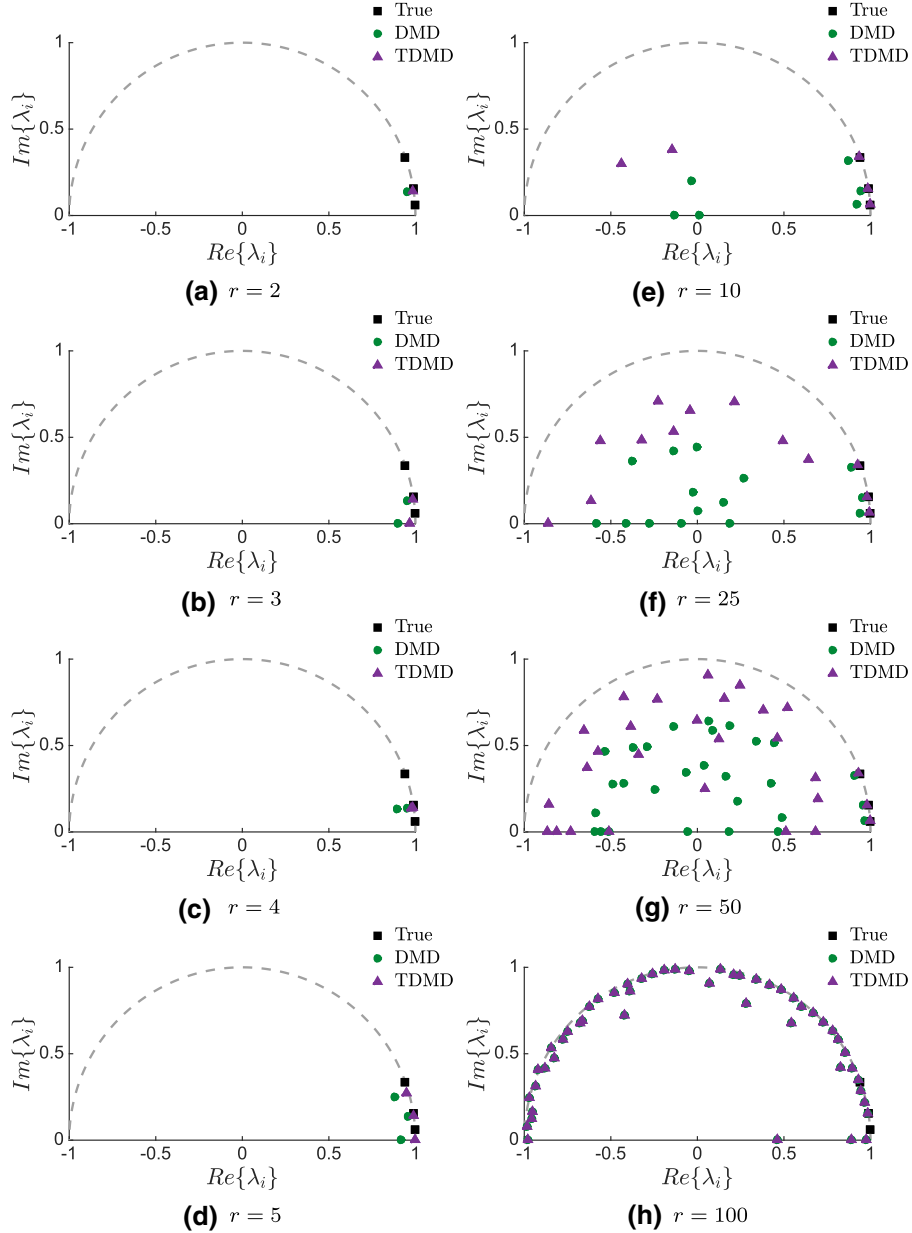 True
DMD
TDMD
1
0.5
0
-1
-0.5
0
0.5
1
Im{λi}
Re{λi}
(a) r = 2
True
DMD
TDMD
1
0.5
0
-1
-0.5
0
0.5
1
Im{λi}
Re{λi}
(e) r = 10
True
DMD
TDMD
1
0.5
0
-1
-0.5
0
0.5
1
Im{λi}
Re{λi}
(b) r = 3
True
DMD
TDMD
1
0.5
0
-1
-0.5
0
0.5
1
Im{λi}
Re{λi}
(f) r = 25
True
DMD
TDMD
1
0.5
0
-1
-0.5
0
0.5
1
Im{λi}
Re{λi}
(c) r = 4
True
DMD
TDMD
1
0.5
0
-1
-0.5
0
0.5
1
Im{λi}
Re{λi}
(g) r = 50
True
DMD
TDMD
1
0.5
0
-1
-0.5
0
0.5
1
Im{λi}
Re{λi}
(d) r = 5
True
DMD
TDMD
1
0.5
0
-1
-0.5
0
0.5
1
Im{λi}
Re{λi}
(h) r = 100